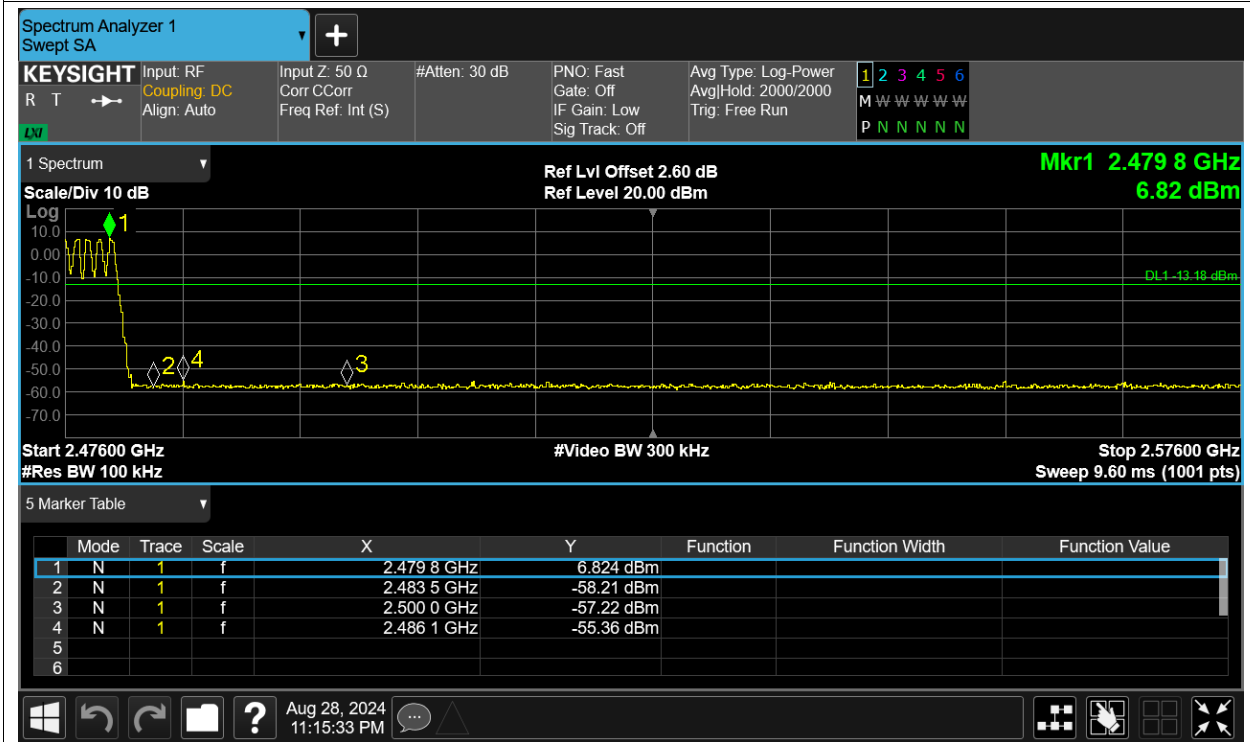 Spectrum Analyzer 1
Swept SA
+
KEYSIGHT Input: RF Input Z: 50 Ω #Atten: 30 dB PNO: Fast Avg Type: Log-Power 1 2 3 4 5 6
R T Coupling: DC Corr CCorr Gate: Off Avg|Hold: 2000/2000 M W W W W W W
Align: Auto Freq Ref: Int (S) IF Gain: Low Trig: Free Run
LXI Sig Track: Off P N N N N N N
1 Spectrum Ref Lvl Offset 2.60 dB Mkr1 2.479 8 GHz
Scale/Div 10 dB Ref Level 20.00 dBm 6.82 dBm
Log
1
10.0
0.00
-10.0 DL1 -13.18 dBm
-20.0
-30.0
-40.0
2 4 3
-50.0
-60.0
-70.0
Start 2.47600 GHz #Video BW 300 kHz Stop 2.57600 GHz
#Res BW 100 kHz Sweep 9.60 ms (1001 pts)
5 Marker Table
Mode Trace Scale X Y Function Function Width Function Value
1 N 1 f 2.479 8 GHz 6.824 dBm
2 N 1 f 2.483 5 GHz -58.21 dBm
3 N 1 f 2.500 0 GHz -57.22 dBm
4 N 1 f 2.486 1 GHz -55.36 dBm
5
6
? Aug 28, 2024
11:15:33 PM